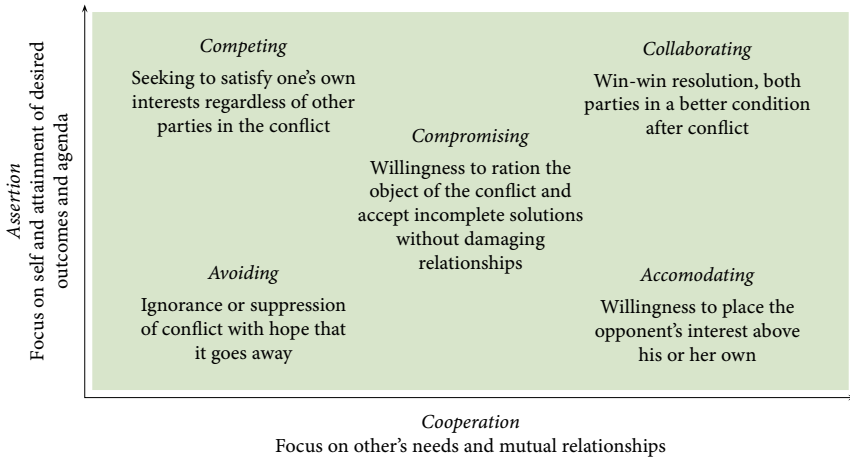 Assertion
Focus on self and attainment of desired
outcomes and agenda
Competing
Seeking to satisfy one’s own
interests regardless of other
parties in the conflict
Collaborating
Win-win resolution, both
parties in a better condition
after conflict
Compromising
Willingness to ration the
object of the conflict and
accept incomplete solutions
without damaging
relationships
Avoiding
Ignorance or suppression
of conflict with hope that
it goes away
Accomodating
Willingness to place the
opponent’s interest above
his or her own
Cooperation
Focus on other’s needs and mutual relationships